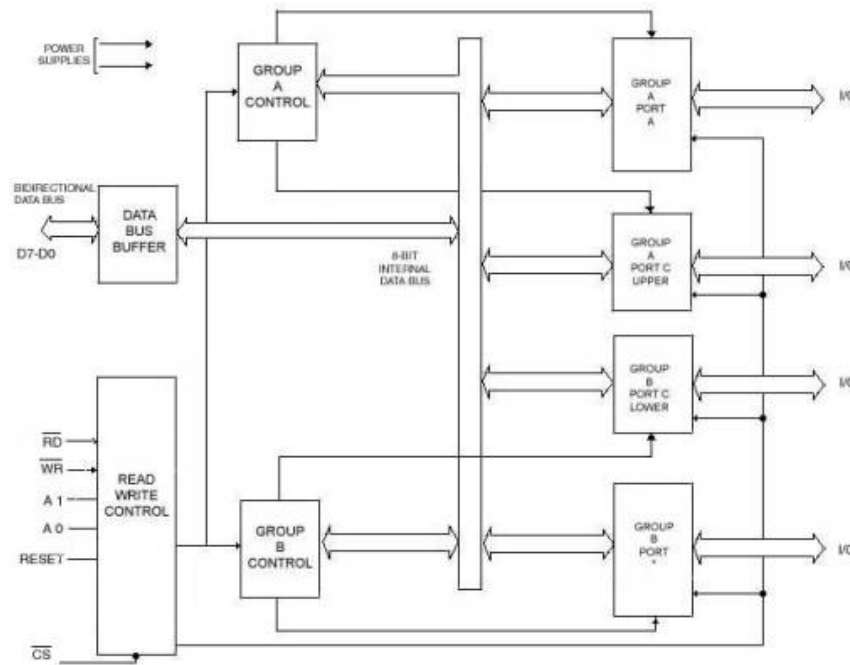 POWER
SUPPLIES
GROUP
A
CONTROL
GROUP
A
PORT
A
I/O
BIDIRECTIONAL
DATA BUS
D7-D0
DATA
BUS
BUFFER
8-BIT
INTERNAL
DATA BUS
GROUP
A
PORT C
UPPER
I/O
GROUP
B
PORT C
LOWER
I/O
RD
WR
A 1
A 0
RESET
CS
READ
WRITE
CONTROL
GROUP
B
CONTROL
GROUP
B
PORT
I/O